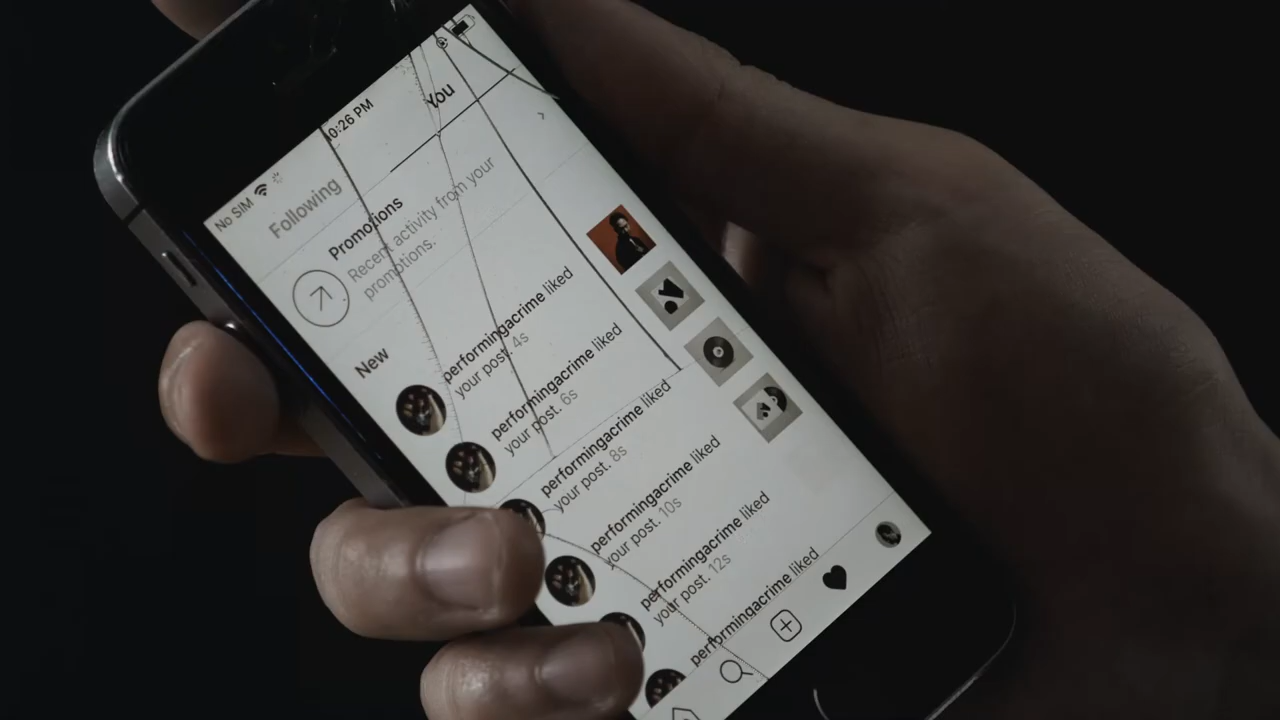 No SIM 0:26 PM
Following You
Promotions
Recent activity from your
promotions.
New
performingacrime liked
your post. 4s
performingacrime liked
your post. 6s
performingacrime liked
your post. 8s
performingacrime liked
your post. 10s
performingacrime liked
your post. 12s
performingacrime liked